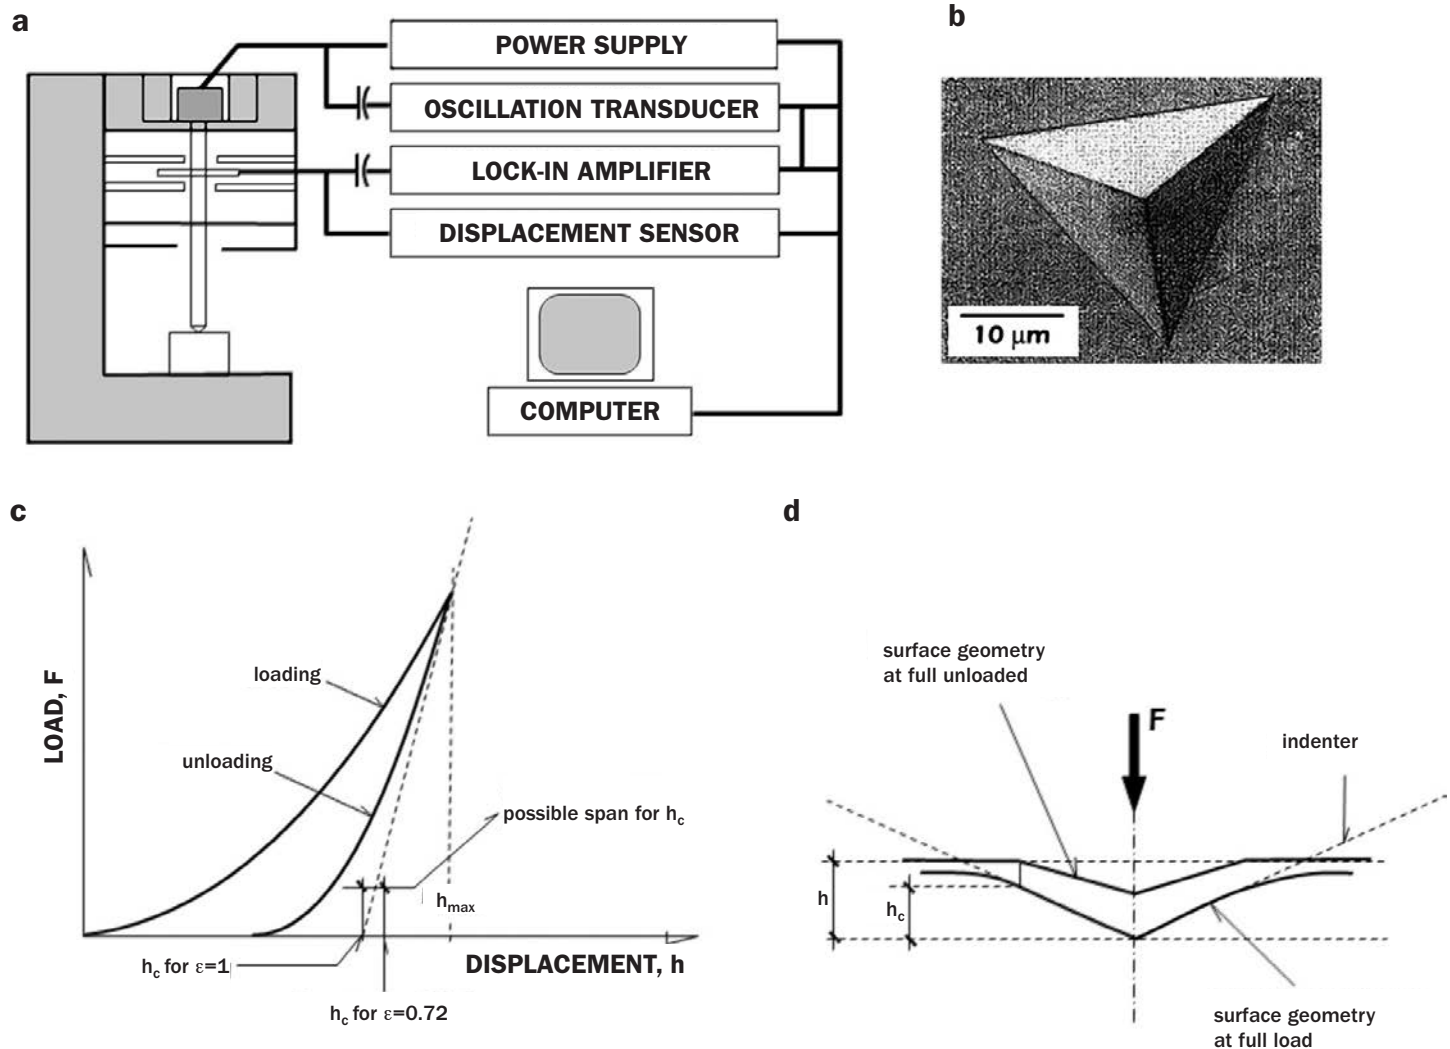 a
POWER SUPPLY
OSCILLATION TRANSDUCER
LOCK-IN AMPLIFIER
DISPLACEMENT SENSOR
COMPUTER
b
10 μm
c
LOAD, F
loading
unloading
possible span for hc
hmax
hc for ε=1
DISPLACEMENT, h
hc for ε=0.72
d
surface geometry
at full unloaded
F
indenter
h
hc
surface geometry
at full load